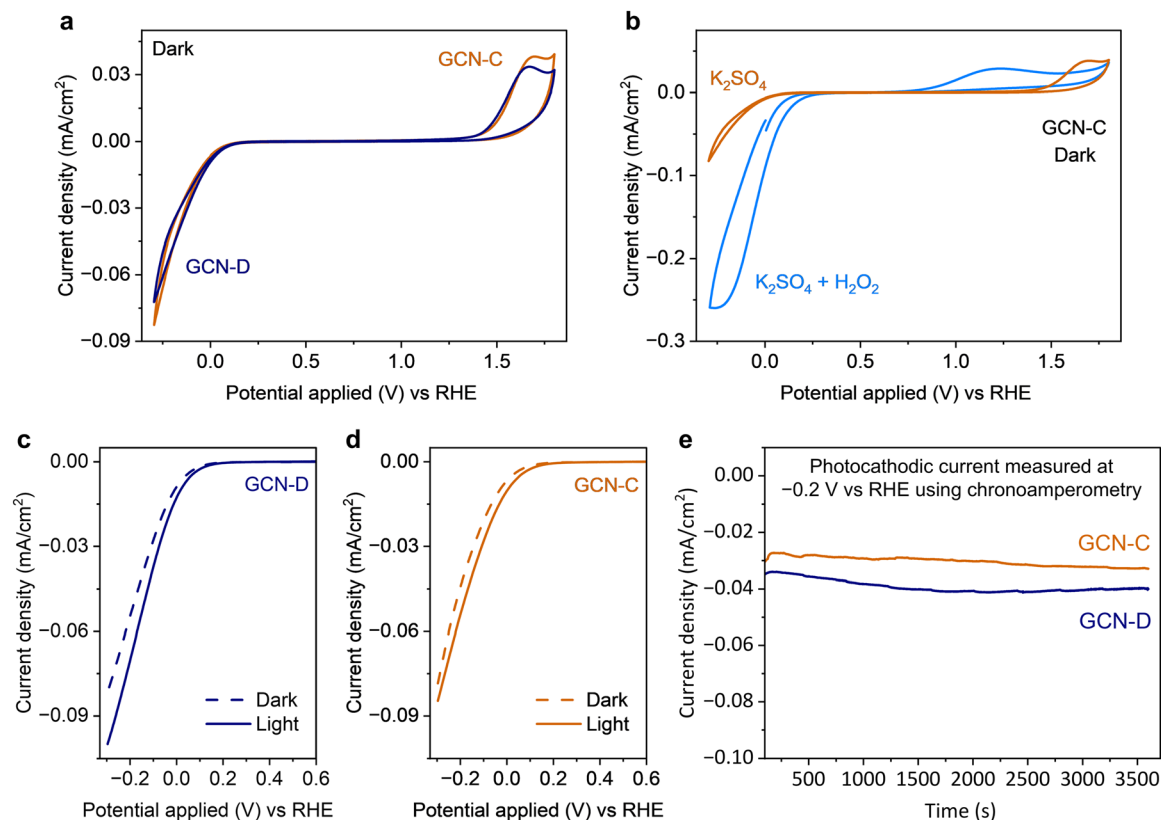 a
Dark
GCN-C
GCN-D
0.03
0.00
−0.03
−0.06
−0.09
Current density (mA/cm²)
0.0
0.5
1.0
1.5
Potential applied (V) vs RHE
b
K₂SO₄
GCN-C
Dark
K₂SO₄ + H₂O₂
0.1
0.0
−0.1
−0.2
−0.3
Current density (mA/cm²)
0.0
0.5
1.0
1.5
Potential applied (V) vs RHE
c
GCN-D
Dark
Light
0.00
−0.03
−0.06
−0.09
Current density (mA/cm²)
−0.2
0.0
0.2
0.4
0.6
Potential applied (V) vs RHE
d
GCN-C
Dark
Light
0.00
−0.03
−0.06
−0.09
Current density (mA/cm²)
−0.2
0.0
0.2
0.4
0.6
Potential applied (V) vs RHE
e
Photocathodic current measured at
−0.2 V vs RHE using chronoamperometry
GCN-C
GCN-D
0.00
−0.02
−0.04
−0.06
−0.08
−0.10
Current density (mA/cm²)
500
1000
1500
2000
2500
3000
3500
Time (s)